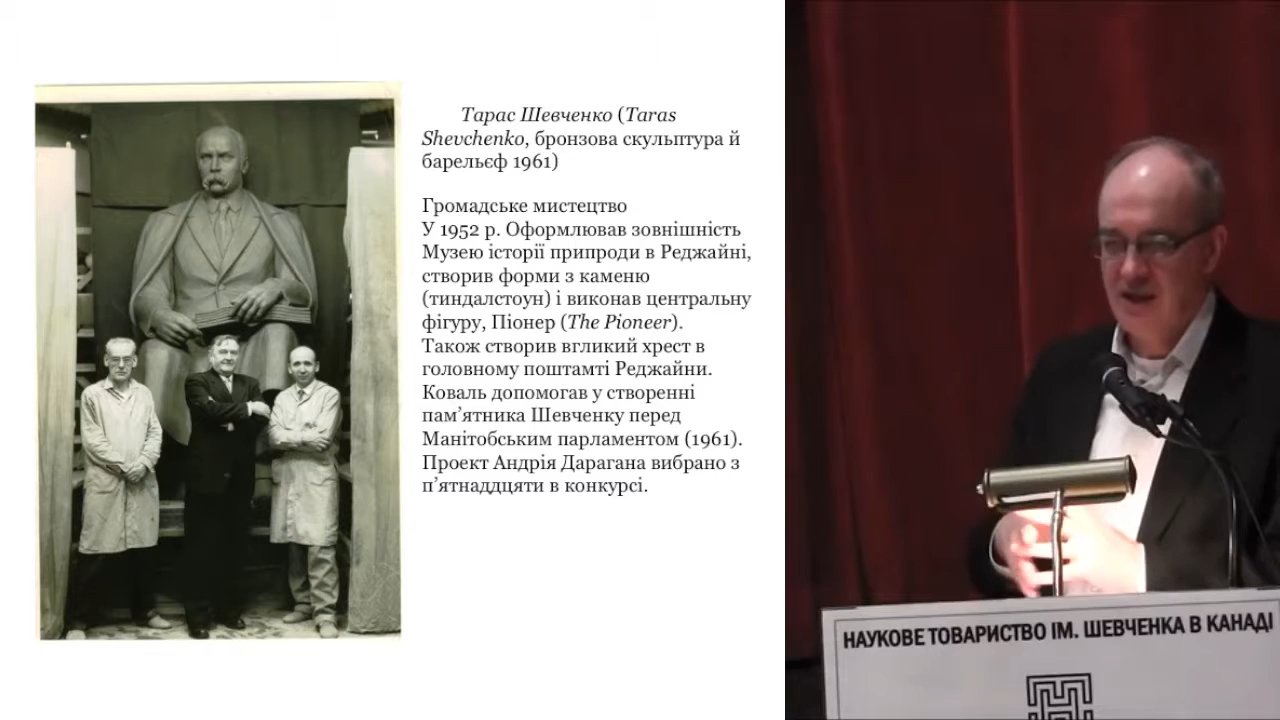 Тарас Шевченко (Taras
Shevchenko, бронзова скульптура й
барельєф 1961)
Громадське мистецтво
У 1952 р. Оформлював зовнішність
Музею історії припроди в Реджайні,
створив форми з каменю
(тиндалстоун) і виконав центральну
фігуру, Піонер (The Pioneer).
Також створив вгликий хрест в
головному поштамті Реджайни.
Коваль допомогав у створенні
пам’ятника Шевченку перед
Манітобським парламентом (1961).
Проект Андрія Дарагана вибрано з
п’ятнаддцяти в конкурсі.
НАУКОВЕ ТОВАРИСТВО ІМ. ШЕВЧЕНКА В КАНАДІ